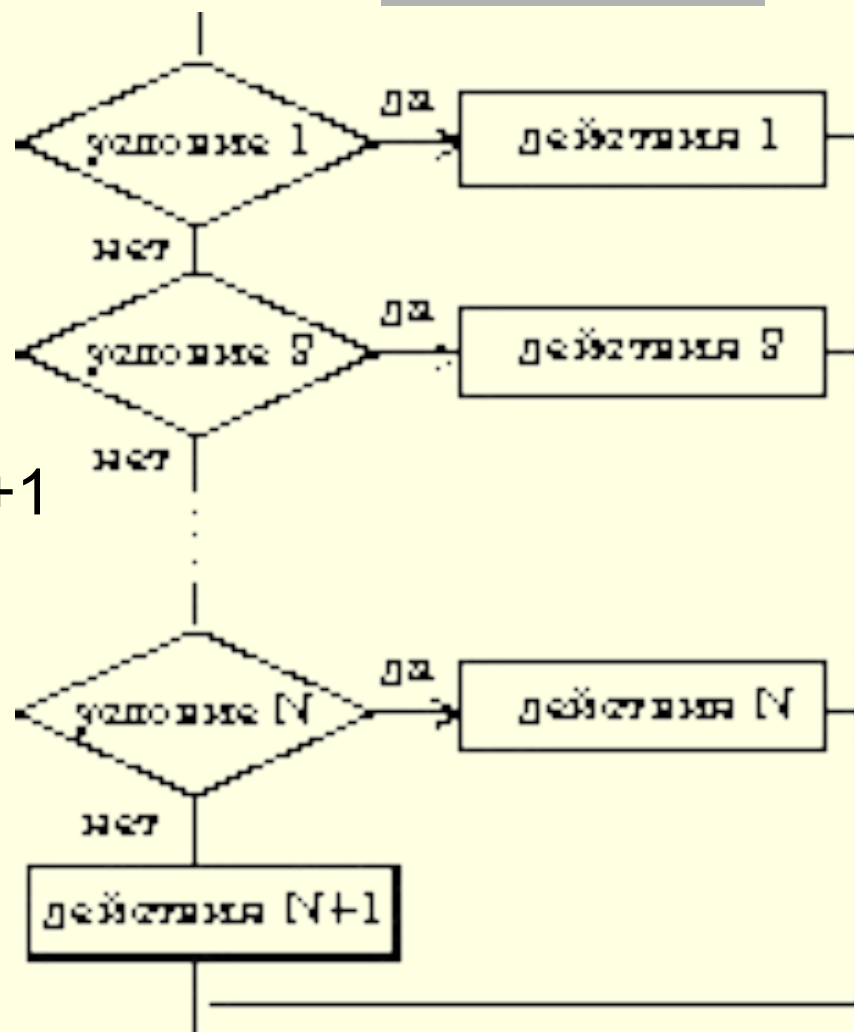 да
условие 1
действия 1
нет
да
условие 2
действия 2
нет
+1
да
условие N
действия N
нет
действия N+1